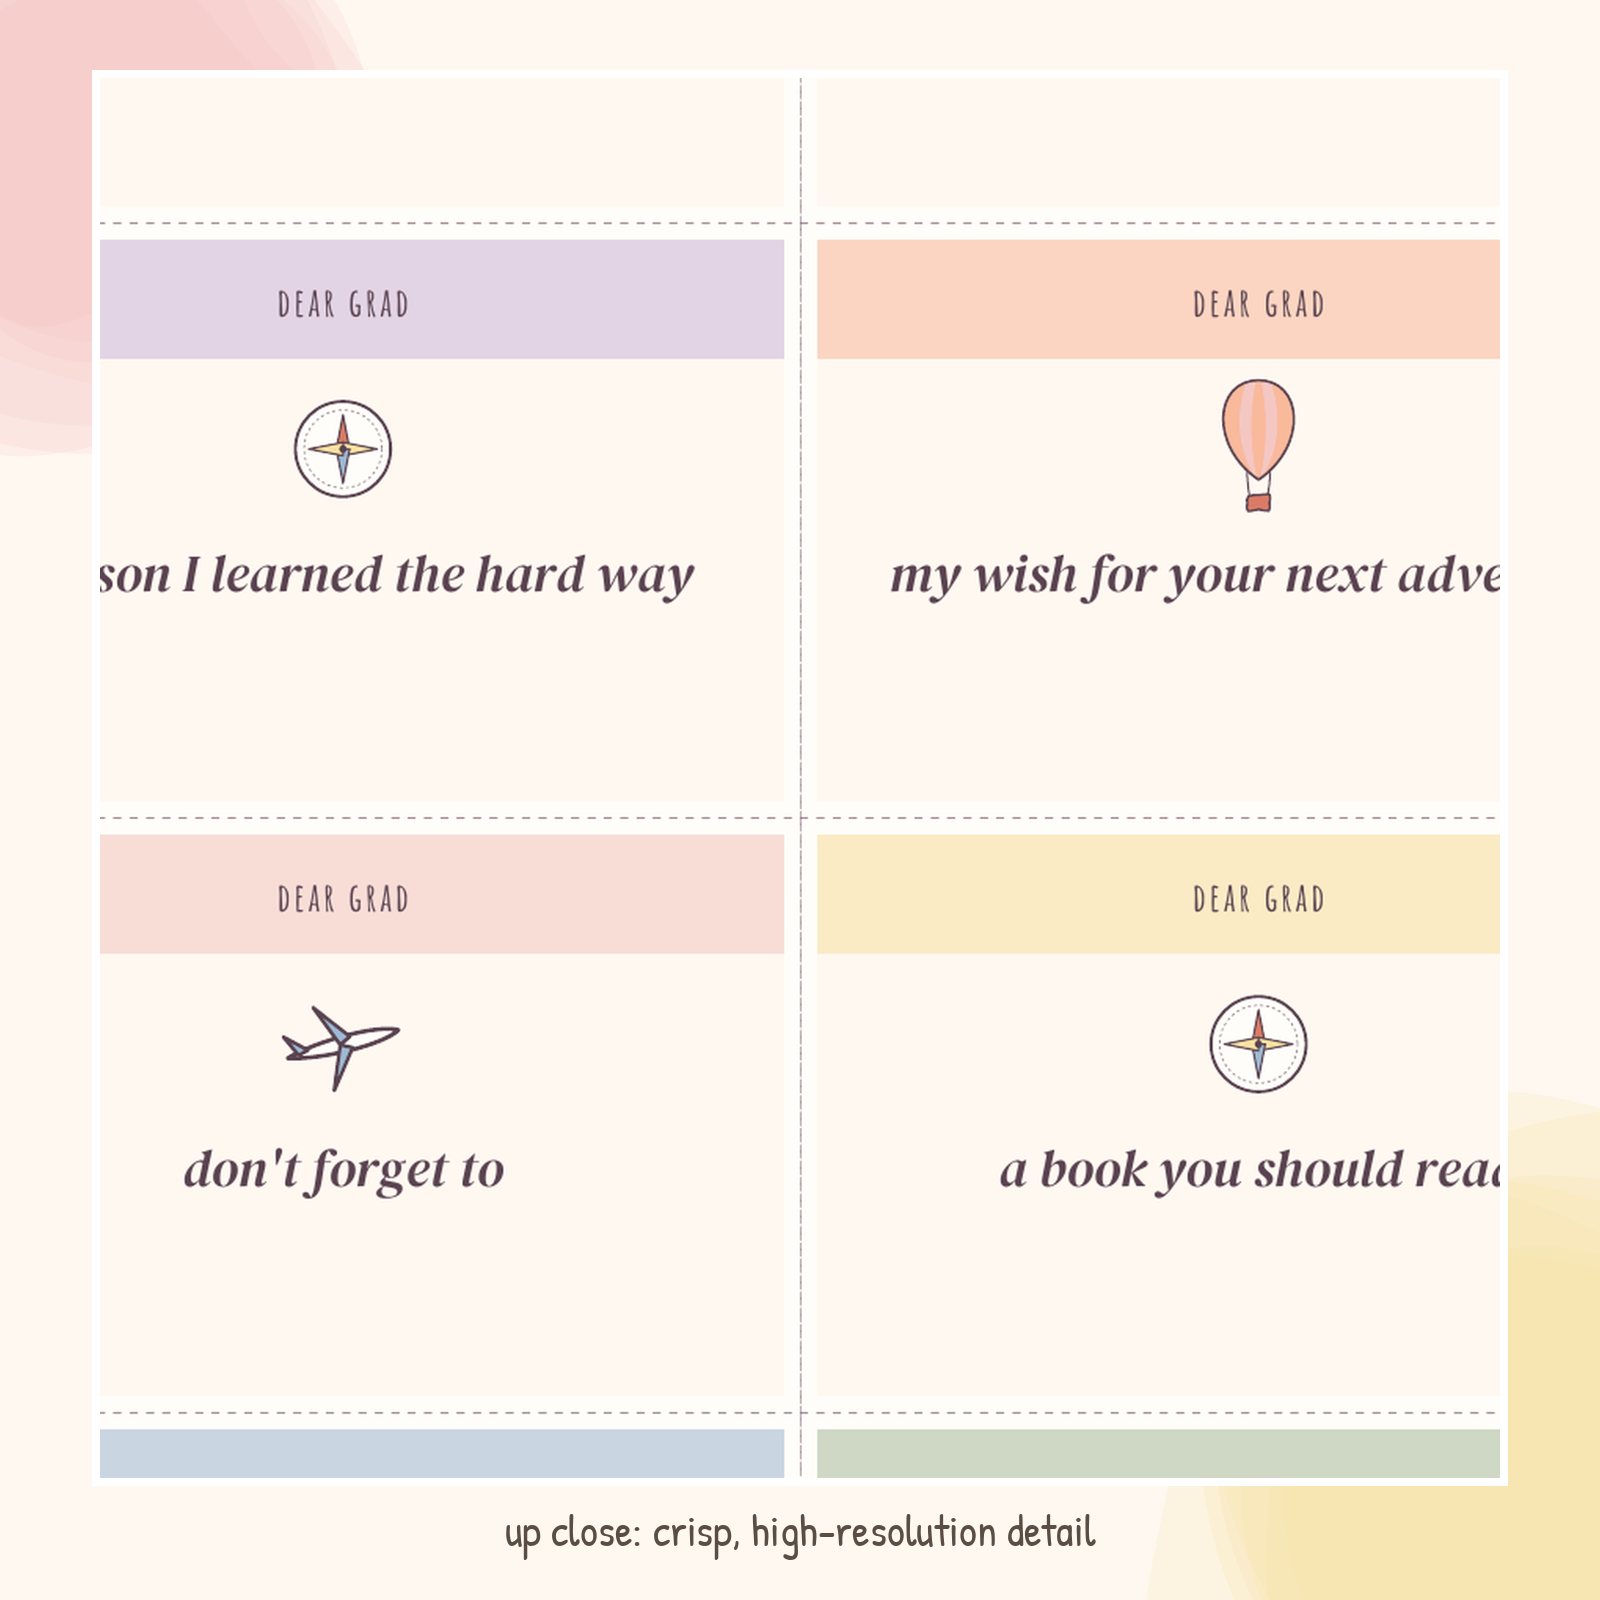 DEAR GRAD
DEAR GRAD
son I learned the hard way
my wish for your next adve
DEAR GRAD
DEAR GRAD
don't forget to
a book you should read
up close: crisp, high-resolution detail